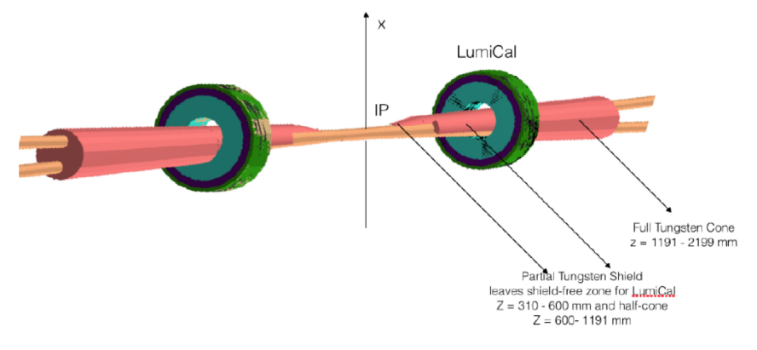 x
LumiCal
IP
Full Tungsten Cone
z = 1191 - 2199 mm
Partial Tungsten Shield
leaves shield-free zone for LumiCal
Z = 310 - 600 mm and half-cone
Z = 600- 1191 mm